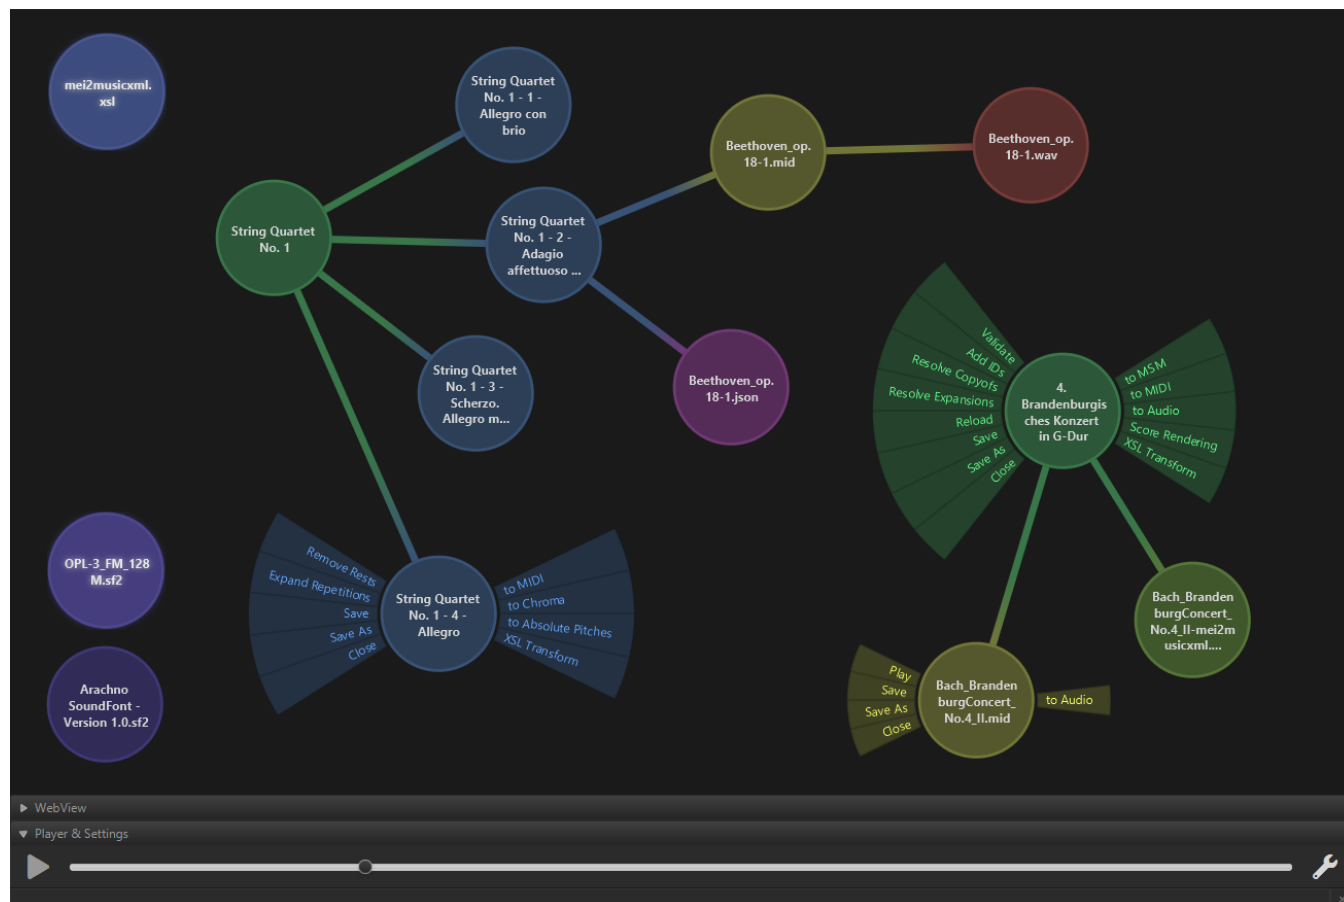 mei2musicxml.
xsl
String Quartet
No. 1 - 1 -
Allegro con
brio
Beethoven_op.
18-1.mid
Beethoven_op.
18-1.wav
String Quartet
No. 1
String Quartet
No. 1 - 2 -
Adagio
affettuoso ...
String Quartet
No. 1 - 3 -
Scherzo.
Allegro m...
Beethoven_op.
18-1.json
Validate
Add IDs
Resolve Copyofs
Resolve Expansions
Reload
Save
Save As
Close
4.
Brandenburgis
ches Konzert
in G-Dur
to MSM
to MIDI
to Audio
Score Rendering
XSL Transform
OPL-3_FM_128
M.sf2
Remove Rests
Expand Repetitions
Save
Save As
Close
String Quartet
No. 1 - 4 -
Allegro
to MIDI
to Chroma
to Absolute Pitches
XSL Transform
Bach_Branden
burgConcert_
No.4_II-mei2m
usicxml....
Arachno
SoundFont -
Version 1.0.sf2
Play
Save
Save As
Close
Bach_Branden
burgConcert_
No.4_II.mid
to Audio
WebView
Player & Settings